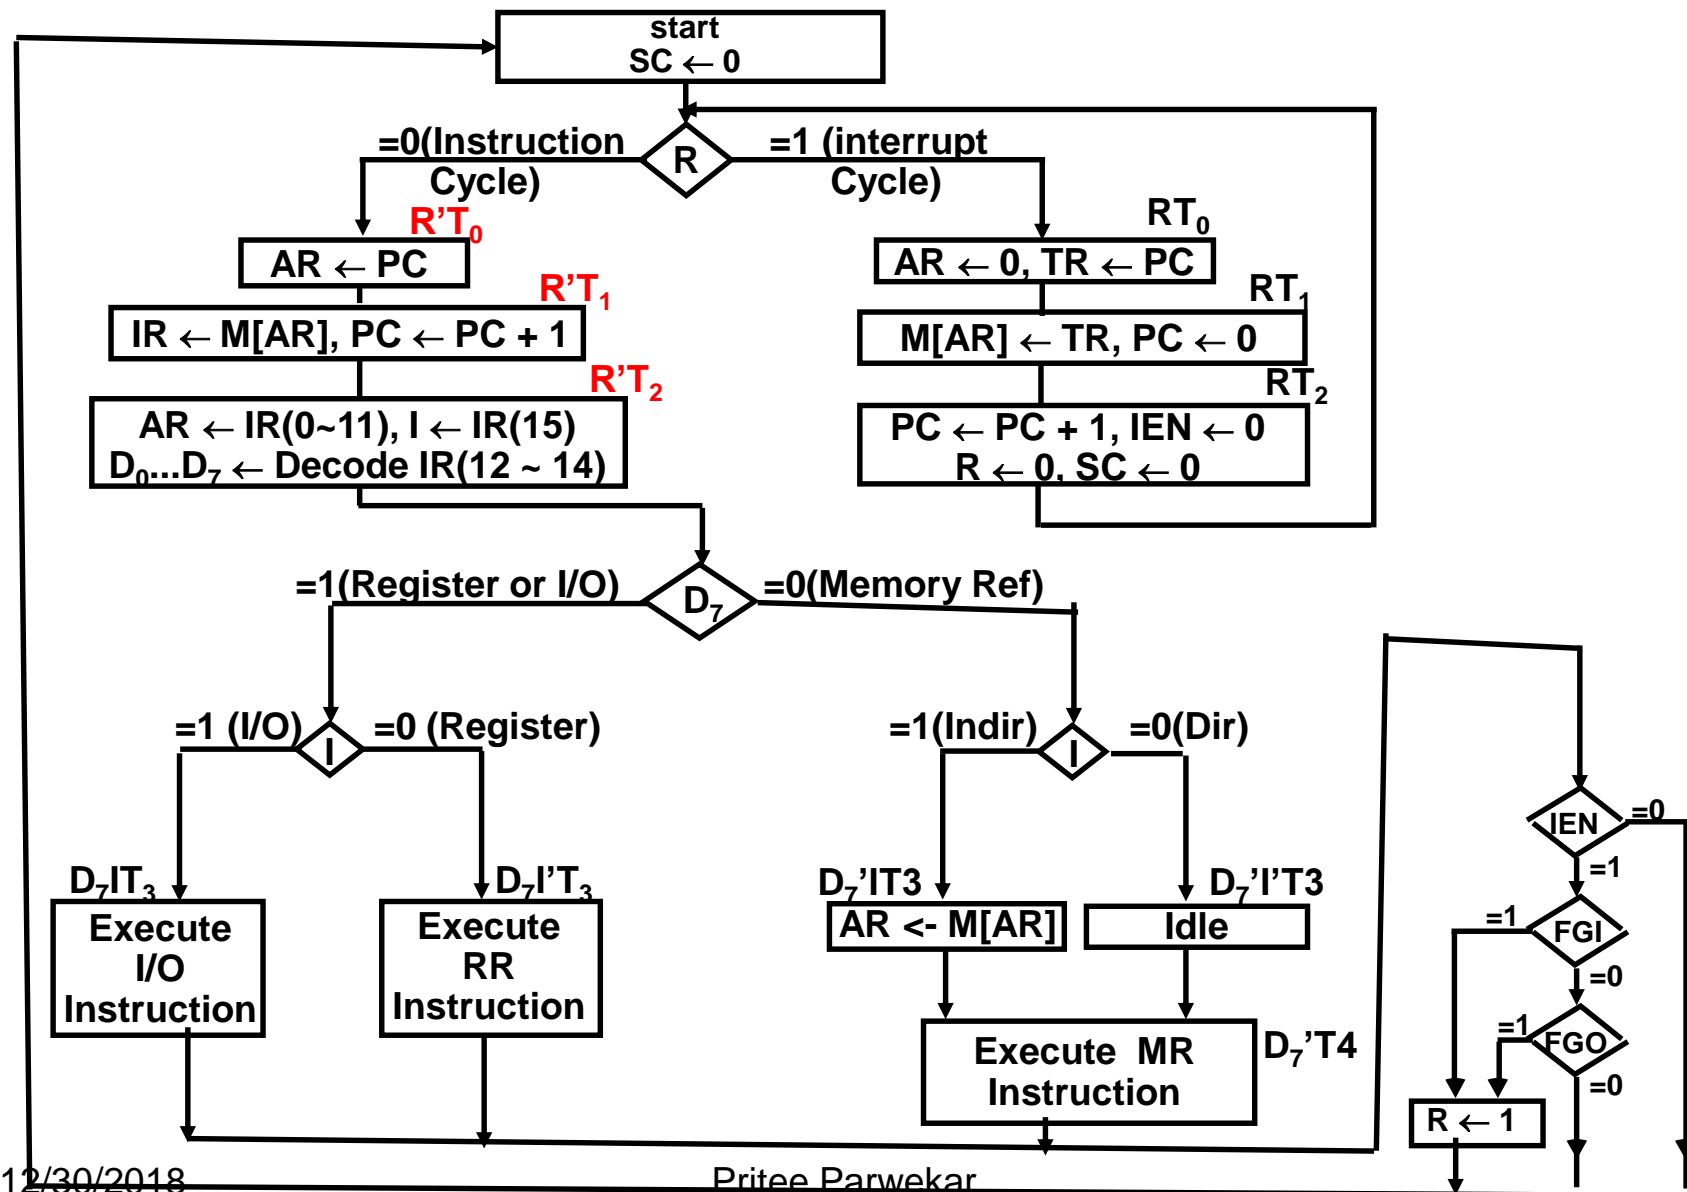 start
SC ← 0
=0(Instruction
Cycle)
R
=1 (interrupt
Cycle)
R’T₀
AR ← PC
R’T₁
IR ← M[AR], PC ← PC + 1
R’T₂
AR ← IR(0~11), I ← IR(15)
D₀...D₇ ← Decode IR(12 ~ 14)
RT₀
AR ← 0, TR ← PC
RT₁
M[AR] ← TR, PC ← 0
RT₂
PC ← PC + 1, IEN ← 0
R ← 0, SC ← 0
=1(Register or I/O)
D₇
=0(Memory Ref)
=1 (I/O)
I
=0 (Register)
=1(Indir)
I
=0(Dir)
D₇IT₃
Execute
I/O
Instruction
D₇I’T₃
Execute
RR
Instruction
D₇’IT3
AR <- M[AR]
D₇’I’T3
Idle
Execute MR
Instruction
D₇’T4
IEN
=0
=1
=1
FGI
=0
=1
FGO
=0
R ← 1
12/30/2018
Pritee Parwekar